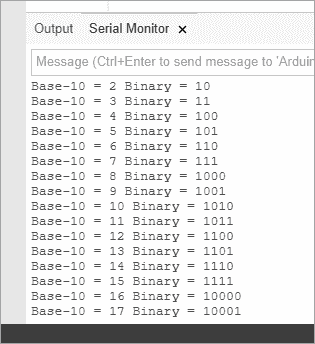 Output Serial Monitor ×
Message (Ctrl+Enter to send message to 'Arduin
Base-10 = 2 Binary = 10
Base-10 = 3 Binary = 11
Base-10 = 4 Binary = 100
Base-10 = 5 Binary = 101
Base-10 = 6 Binary = 110
Base-10 = 7 Binary = 111
Base-10 = 8 Binary = 1000
Base-10 = 9 Binary = 1001
Base-10 = 10 Binary = 1010
Base-10 = 11 Binary = 1011
Base-10 = 12 Binary = 1100
Base-10 = 13 Binary = 1101
Base-10 = 14 Binary = 1110
Base-10 = 15 Binary = 1111
Base-10 = 16 Binary = 10000
Base-10 = 17 Binary = 10001